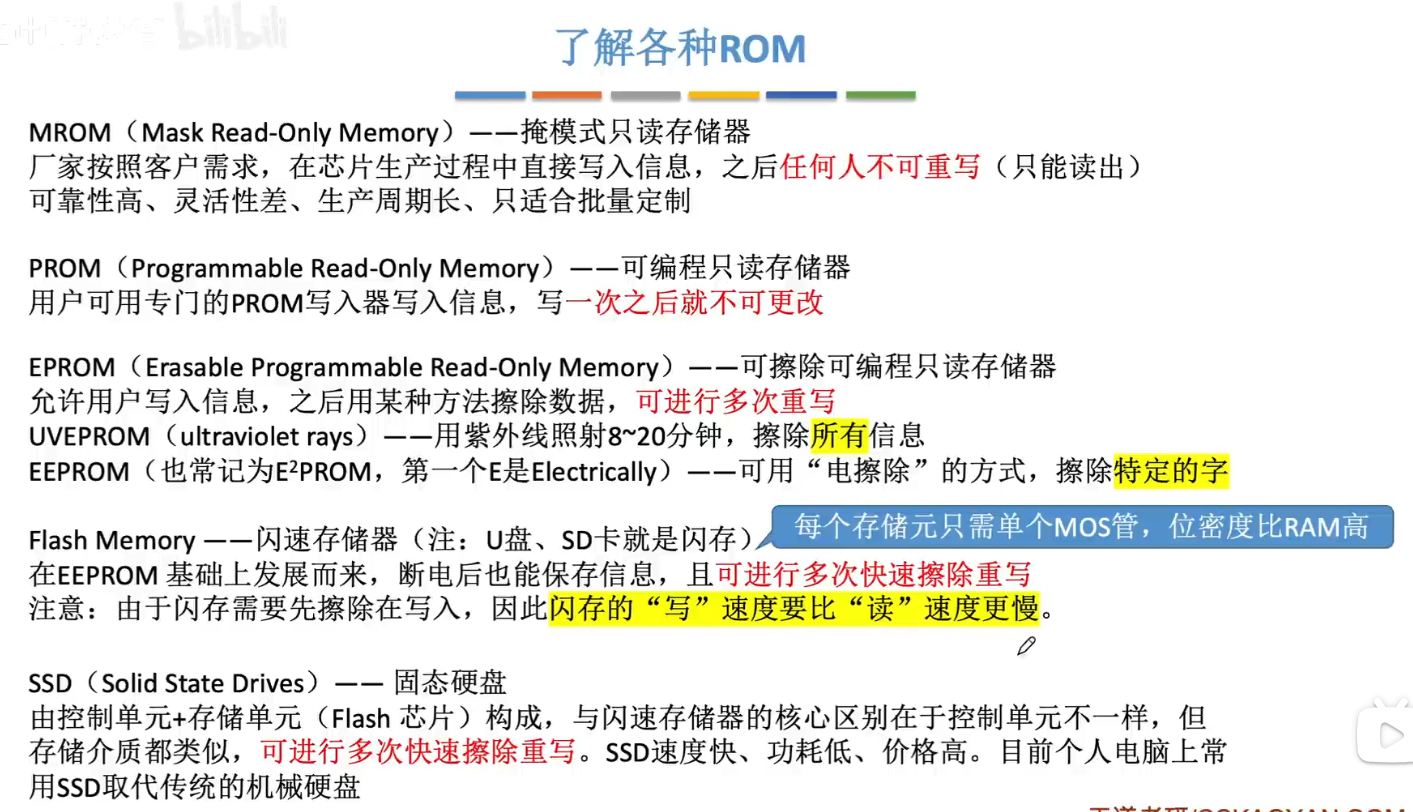 bilibili
了解各种ROM
MROM（Mask Read-Only Memory）——掩模式只读存储器
厂家按照客户需求，在芯片生产过程中直接写入信息，之后任何人不可重写（只能读出）
可靠性高、灵活性差、生产周期长、只适合批量定制
PROM（Programmable Read-Only Memory）——可编程只读存储器
用户可用专门的PROM写入器写入信息，写一次之后就不可更改
EPROM（Erasable Programmable Read-Only Memory）——可擦除可编程只读存储器
允许用户写入信息，之后用某种方法擦除数据，可进行多次重写
UVEPROM（ultraviolet rays）——用紫外线照射8~20分钟，擦除所有信息
EEPROM（也常记为E²PROM，第一个E是Electrically）——可用“电擦除”的方式，擦除特定的字
每个存储元只需单个MOS管，位密度比RAM高
Flash Memory ——闪速存储器（注：U盘、SD卡就是闪存）
在EEPROM 基础上发展而来，断电后也能保存信息，且可进行多次快速擦除重写
注意：由于闪存需要先擦除在写入，因此闪存的“写”速度要比“读”速度更慢。
SSD（Solid State Drives）—— 固态硬盘
由控制单元+存储单元（Flash 芯片）构成，与闪速存储器的核心区别在于控制单元不一样，但
存储介质都类似，可进行多次快速擦除重写。SSD速度快、功耗低、价格高。目前个人电脑上常
用SSD取代传统的机械硬盘